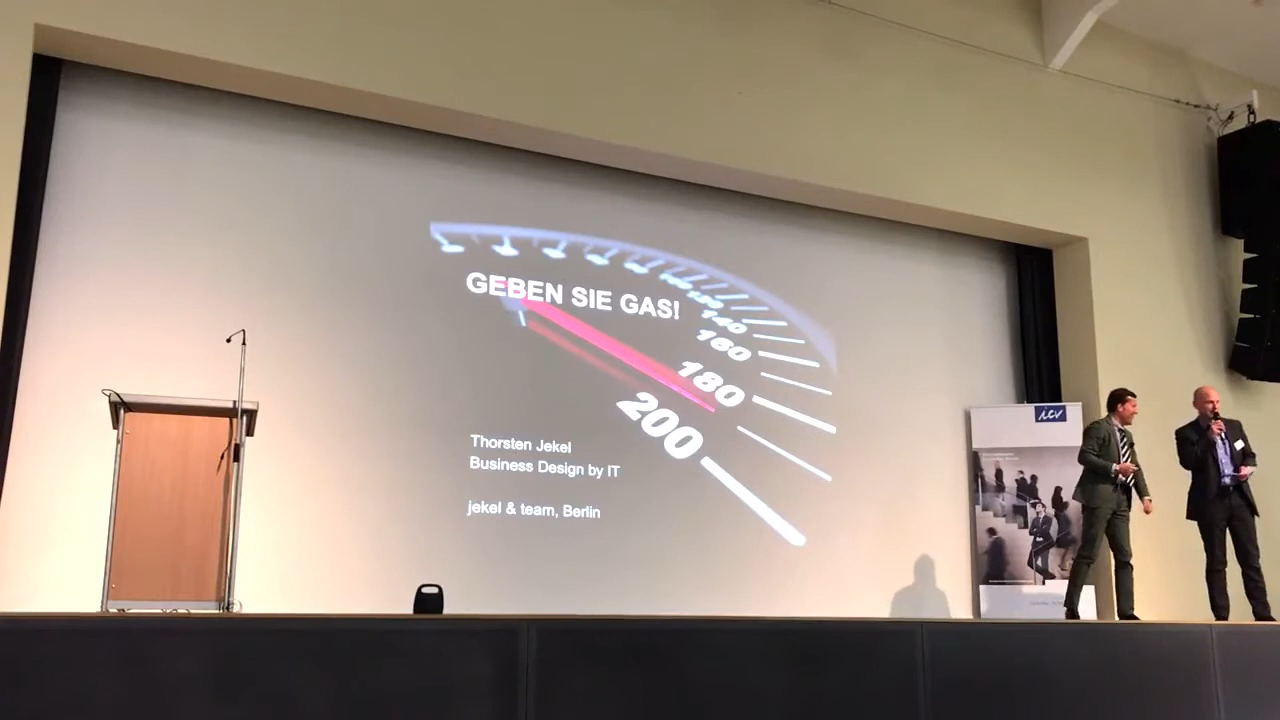 GEBEN SIE GAS!
140
160
180
200
Thorsten Jekel
Business Design by IT
jekel & team, Berlin
icv